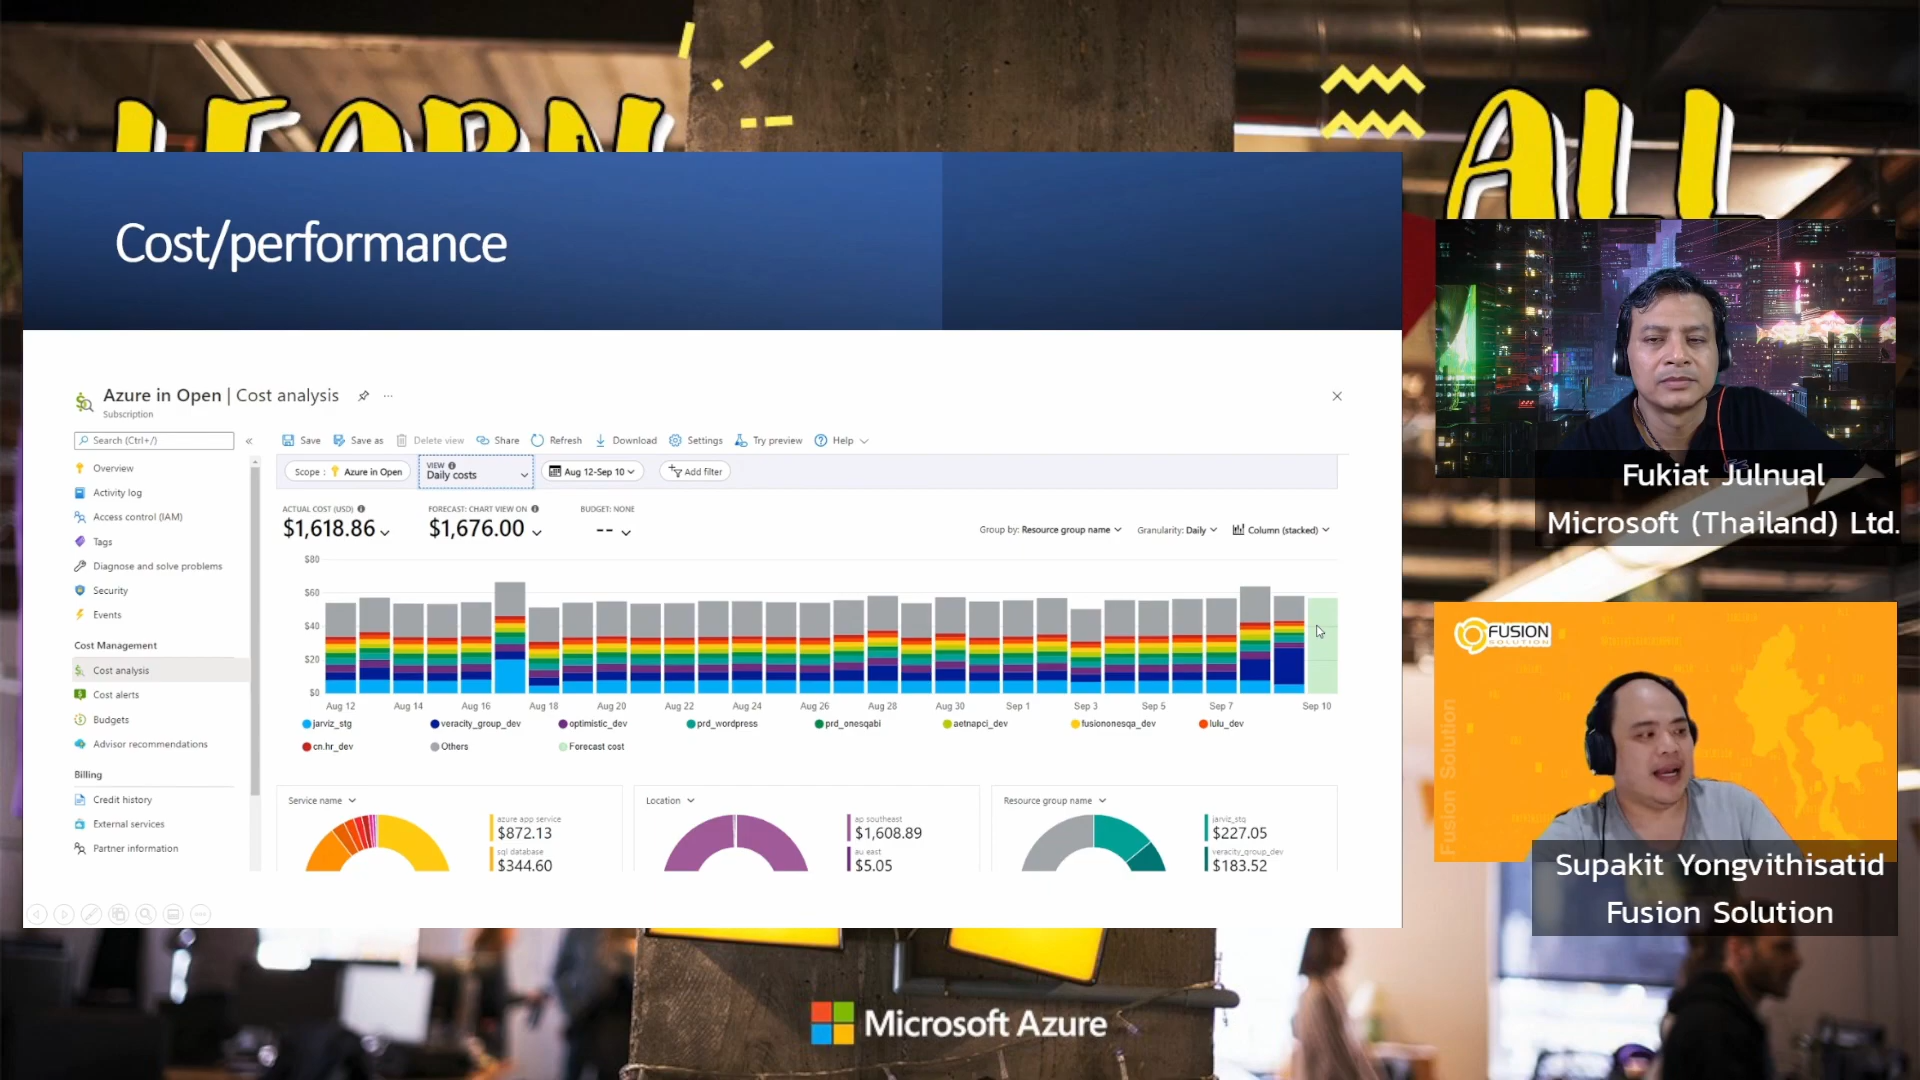 LEARN
ALL
Cost/performance
Azure in Open | Cost analysis
Subscription
Search (Ctrl+/)
Overview
Activity log
Access control (IAM)
Tags
Diagnose and solve problems
Security
Events
Cost Management
Cost analysis
Cost alerts
Budgets
Advisor recommendations
Billing
Credit history
External services
Partner information
Save Save as Delete view Share Refresh Download Settings Try preview Help
Scope : Azure in Open
VIEW
Daily costs
Aug 12-Sep 10
Add filter
ACTUAL COST (USD)
$1,618.86
FORECAST: CHART VIEW ON
$1,676.00
BUDGET: NONE
--
Group by: Resource group name
Granularity: Daily
Column (stacked)
$80
$60
$40
$20
$0
Aug 12 Aug 14 Aug 16 Aug 18 Aug 20 Aug 22 Aug 24 Aug 26 Aug 28 Aug 30 Sep 1 Sep 3 Sep 5 Sep 7 Sep 10
jarviz_stg veracity_group_dev optimistic_dev prd_wordpress prd_onesqabi aetnapci_dev fusiononesqa_dev lulu_dev
cn.hr_dev Others Forecast cost
Service name
azure app service
$872.13
sql database
$344.60
Location
ap southeast
$1,608.89
au east
$5.05
Resource group name
jarviz_stg
$227.05
veracity_group_dev
$183.52
Fukiat Julnual
Microsoft (Thailand) Ltd.
FUSION
SOLUTION
Fusion Solution
Supakit Yongvithisatid
Fusion Solution
Microsoft Azure